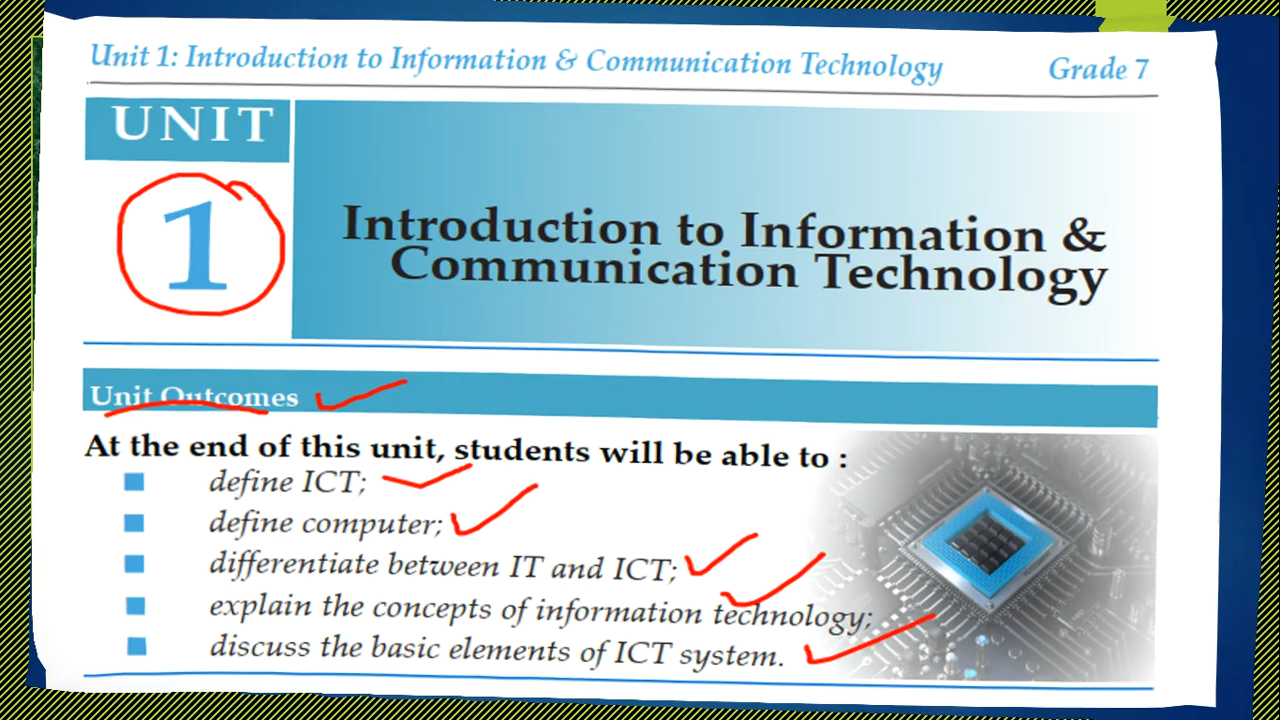 Unit 1: Introduction to Information & Communication Technology Grade 7
UNIT
1
Introduction to Information &
Communication Technology
Unit Outcomes
At the end of this unit, students will be able to :
define ICT;
define computer;
differentiate between IT and ICT;
explain the concepts of information technology;
discuss the basic elements of ICT system.